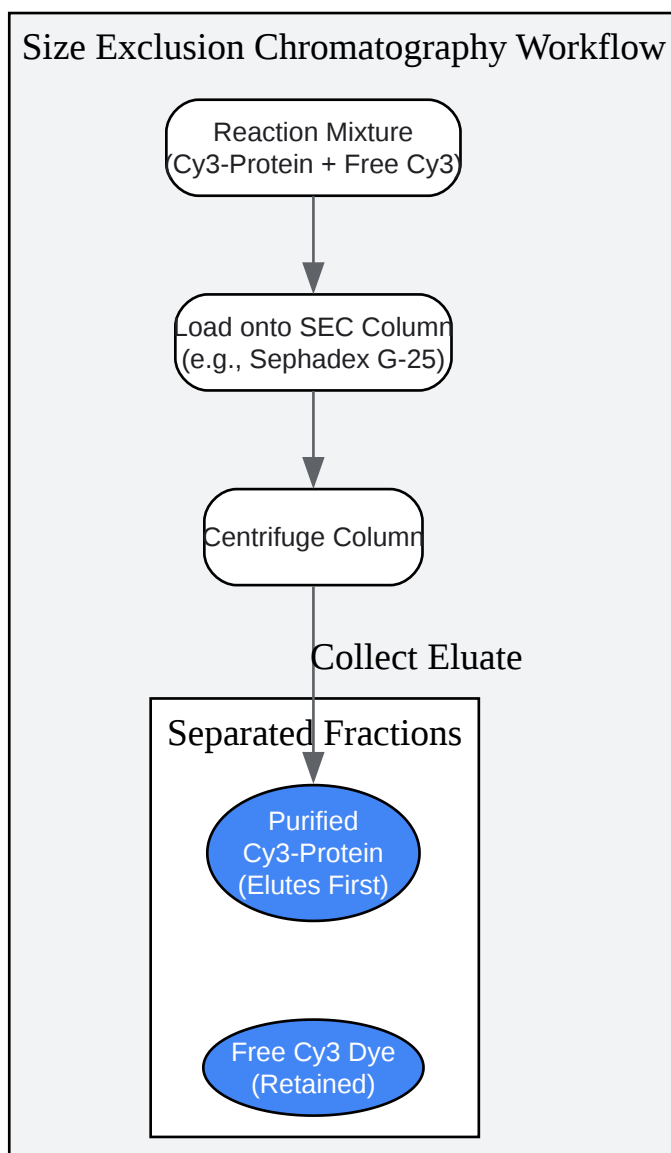 Size Exclusion Chromatography Workflow
Reaction Mixture
(Cy3-Protein + Free Cy3)
Load onto SEC Column
(e.g., Sephadex G-25)
Centrifuge Column
Collect Eluate
Separated Fractions
Purified
Cy3-Protein
(Elutes First)
Free Cy3 Dye
(Retained)